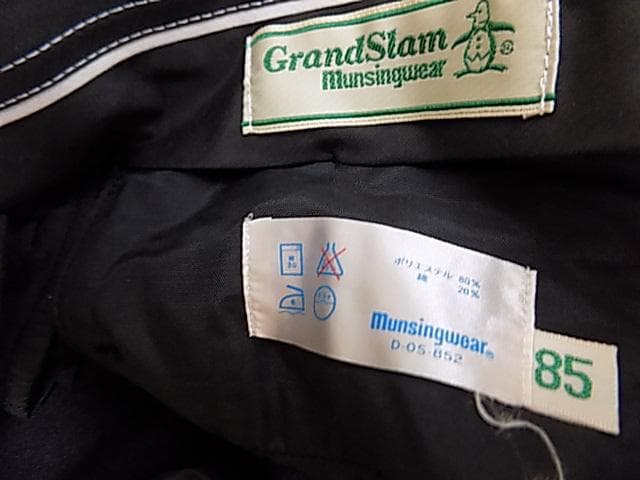 GrandSlam
Munsingwear ®
ポリエステル 80%
綿 20%
Munsingwear®
D-05-852
85